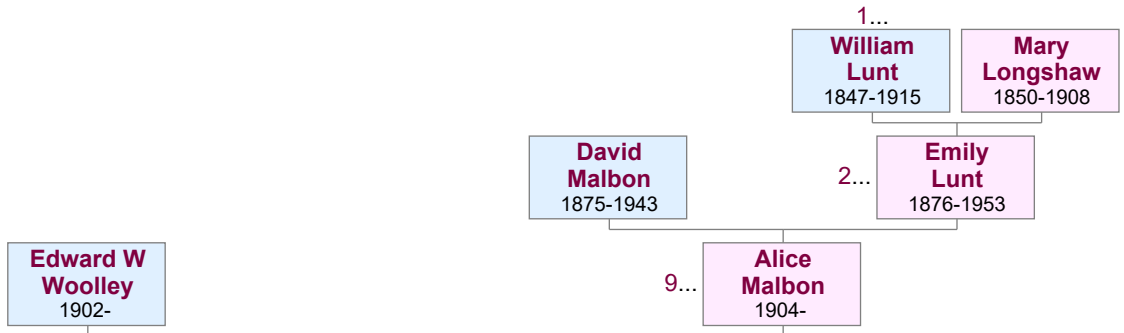 1...
William
Lunt
1847-1915
Mary
Longshaw
1850-1908
David
Malbon
1875-1943
2...
Emily
Lunt
1876-1953
Edward W
Woolley
1902-
9...
Alice
Malbon
1904-